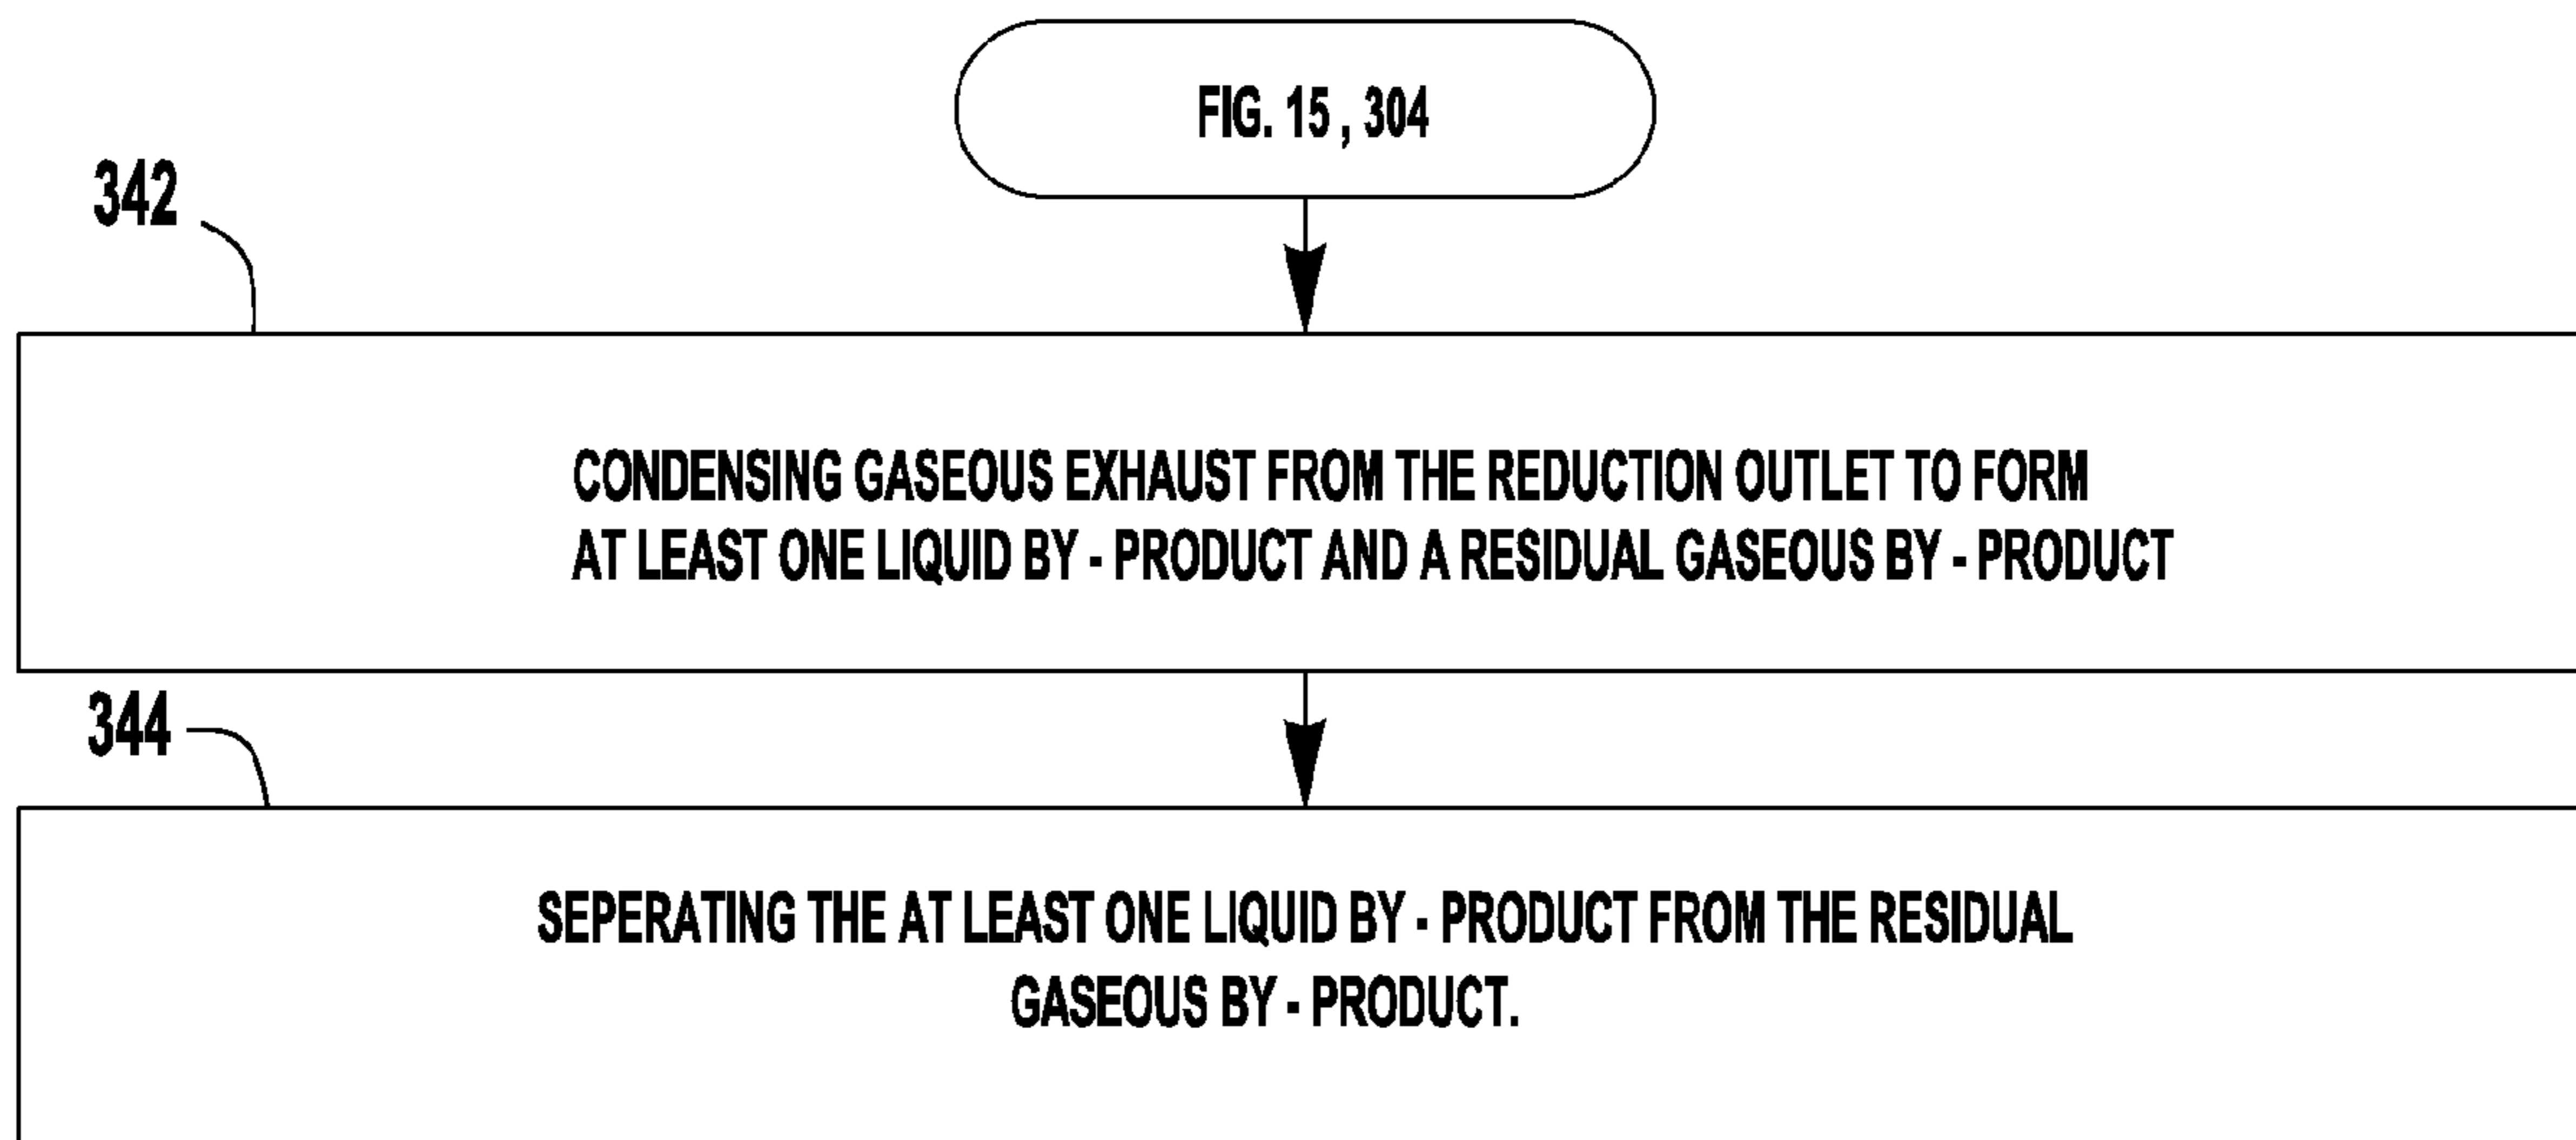 FIG. 15 , 304
342
CONDENSING GASEOUS EXHAUST FROM THE REDUCTION OUTLET TO FORM
AT LEAST ONE LIQUID BY - PRODUCT AND A RESIDUAL GASEOUS BY - PRODUCT
344
SEPERATING THE AT LEAST ONE LIQUID BY - PRODUCT FROM THE RESIDUAL
GASEOUS BY - PRODUCT.